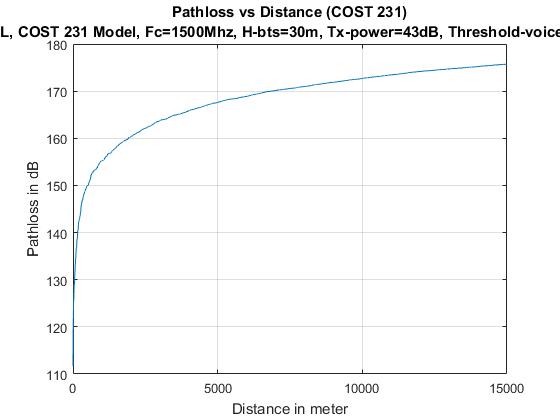 Pathloss vs Distance (COST 231)
L, COST 231 Model, Fc=1500Mhz, H-bts=30m, Tx-power=43dB, Threshold-voice
180
170
160
150
140
130
120
110
Pathloss in dB
0 5000 10000 15000
Distance in meter